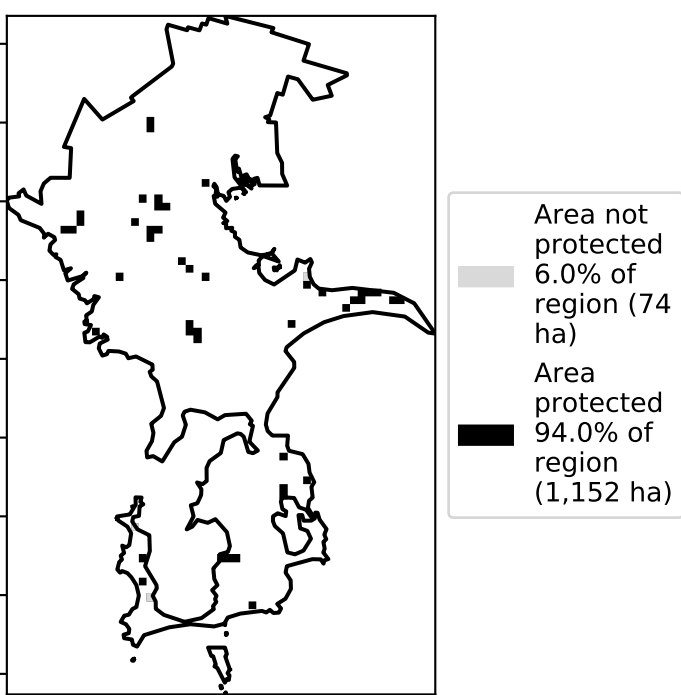 Area not
protected
6.0% of
region (74
ha)
Area
protected
94.0% of
region
(1,152 ha)